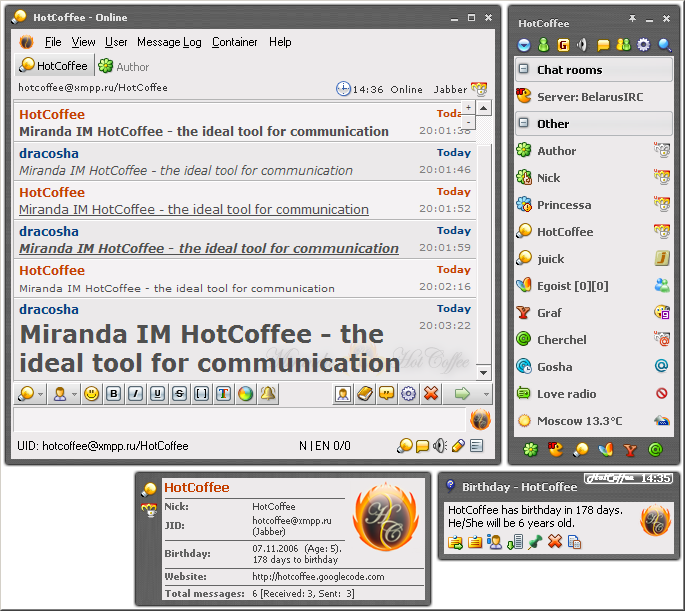 HotCoffee - Online
File View User Message Log Container Help
HotCoffee Author
hotcoffee@xmpp.ru/HotCoffee 14:36 Online Jabber
HotCoffee Today
Miranda IM HotCoffee - the ideal tool for communication 20:01:38
dracosha Today
Miranda IM HotCoffee - the ideal tool for communication 20:01:46
HotCoffee Today
Miranda IM HotCoffee - the ideal tool for communication 20:01:52
dracosha Today
Miranda IM HotCoffee - the ideal tool for communication 20:01:59
HotCoffee Today
Miranda IM HotCoffee - the ideal tool for communication 20:02:16
dracosha Today
Miranda IM HotCoffee - the 20:03:22
ideal tool for communication
HotCoffee
UID: hotcoffee@xmpp.ru/HotCoffee N | EN 0/0
HotCoffee
Chat rooms
Server: BelarusIRC
Other
Author
Nick
Princessa
HotCoffee
juick
Egoist [0][0]
Graf
Cherchel
Gosha
Love radio
Moscow 13.3°C
HotCoffee
Nick: HotCoffee
JID: hotcoffee@xmpp.ru
(Jabber)
Birthday: 07.11.2006 (Age: 5).
178 days to birthday
Website: http://hotcoffee.googlecode.com
Total messages: 6 [Received: 3, Sent: 3]
HC
HotCoffee 14:35
Birthday - HotCoffee
HotCoffee has birthday in 178 days.
He/She will be 6 years old.